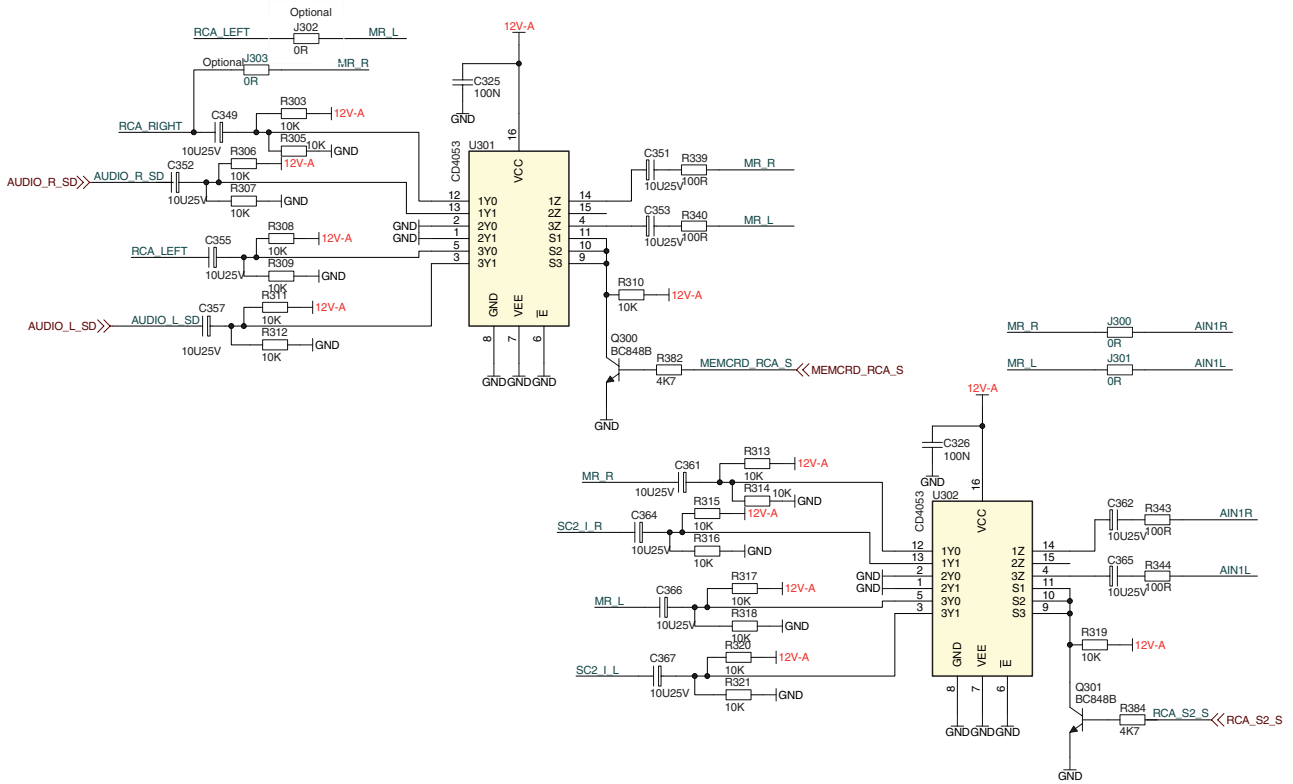 Optional
RCA_LEFT J302 MR_L
0R
Optional J303 MR_R
0R
12V-A
C325
100N
GND
R303
12V-A
10K
C349
RCA_RIGHT
10U25V
R305 10K GND
R306 12V-A
10K
C352
AUDIO_R_SD AUDIO_R_SD
10U25V
R307 GND
10K
R308
12V-A
10K
C355
RCA_LEFT
10U25V
R309 GND
10K
R311 12V-A
10K
C357
AUDIO_L_SD AUDIO_L_SD
10U25V
R312 GND
10K
U301
CD4053
16
VCC
12 1Y0 1Z 14
13 1Y1 2Z 15
GND 2 2Y0 3Z 4
GND 1 2Y1 S1 11
5 3Y0 S2 10
3 3Y1 S3 9
GND VEE E
8 7 6
GND GND GND
C351 R339 MR_R
10U25V 100R
C353 R340 MR_L
10U25V 100R
R310 12V-A
10K
Q300
BC848B
R382 MEMCRD_RCA_S MEMCRD_RCA_S
4K7
GND
MR_R J300 AIN1R
0R
MR_L J301 AIN1L
0R
12V-A
C326
100N
GND
R313
12V-A
10K
C361
MR_R
10U25V
R314 10K GND
R315 12V-A
10K
C364
SC2_I_R
10U25V
R316 GND
10K
R317 12V-A
10K
C366
MR_L
10U25V
R318 GND
10K
R320 12V-A
10K
C367
SC2_I_L
10U25V
R321 GND
10K
U302
CD4053
16
VCC
12 1Y0 1Z 14
13 1Y1 2Z 15
GND 2 2Y0 3Z 4
GND 1 2Y1 S1 11
5 3Y0 S2 10
3 3Y1 S3 9
GND VEE E
8 7 6
GND GND GND
C362 R343 AIN1R
10U25V 100R
C365 R344 AIN1L
10U25V 100R
R319 12V-A
10K
Q301
BC848B
R384 RCA_S2_S RCA_S2_S
4K7
GND